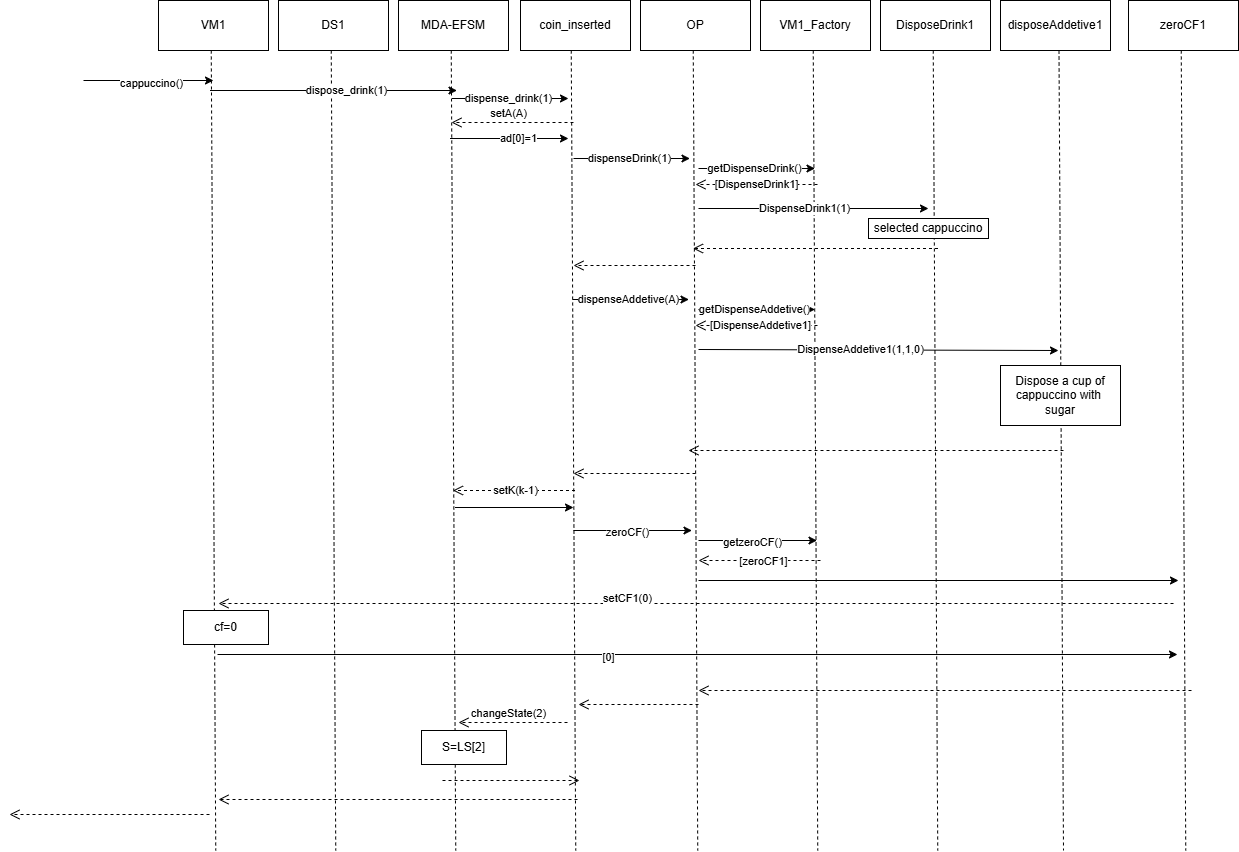 VM1
DS1
MDA-EFSM
coin_inserted
OP
VM1_Factory
DisposeDrink1
disposeAddetive1
zeroCF1
cappuccino()
dispose_drink(1)
dispense_drink(1)
setA(A)
ad[0]=1
dispenseDrink(1)
getDispenseDrink()
[DispenseDrink1]
DispenseDrink1(1)
selected cappuccino
dispenseAddetive(A)
getDispenseAddetive()
[DispenseAddetive1]
DispenseAddetive1(1,1,0)
Dispose a cup of
cappuccino with
sugar
setK(k-1)
zeroCF()
getzeroCF()
[zeroCF1]
setCF1(0)
cf=0
[0]
changeState(2)
S=LS[2]